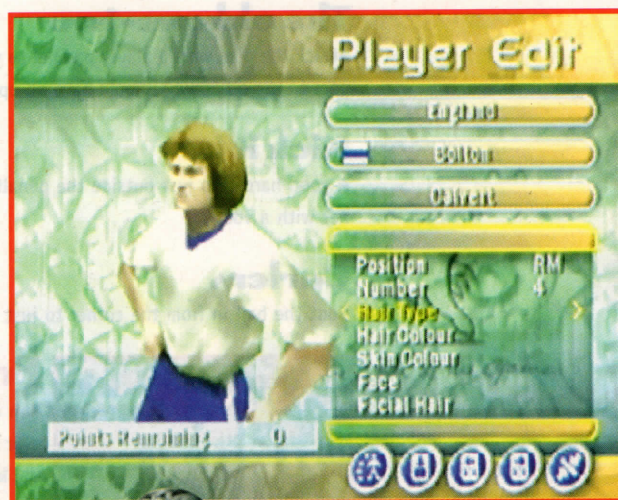 Player Edit
England
Bolton
Calvert
Position RM
Number 4
Hair Type
Hair Colour
Skin Colour
Face
Facial Hair
Points Remaining 0